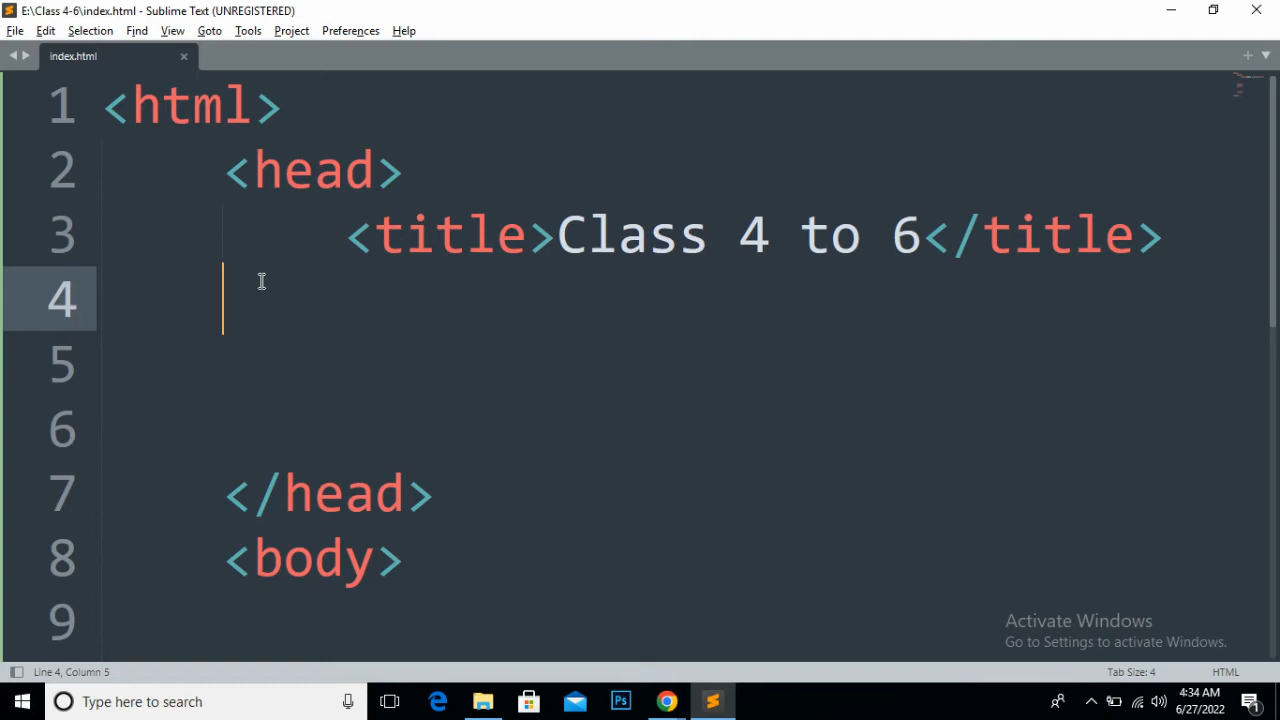 E:\Class 4-6\index.html - Sublime Text (UNREGISTERED)
File Edit Selection Find View Goto Tools Project Preferences Help
index.html
1 <html>
2 <head>
3 <title>Class 4 to 6</title>
4
5
6
7 </head>
8 <body>
9
Activate Windows
Go to Settings to activate Windows.
Line 4, Column 5 Tab Size: 4 HTML
Type here to search
Ps
4:34 AM
6/27/2022
1